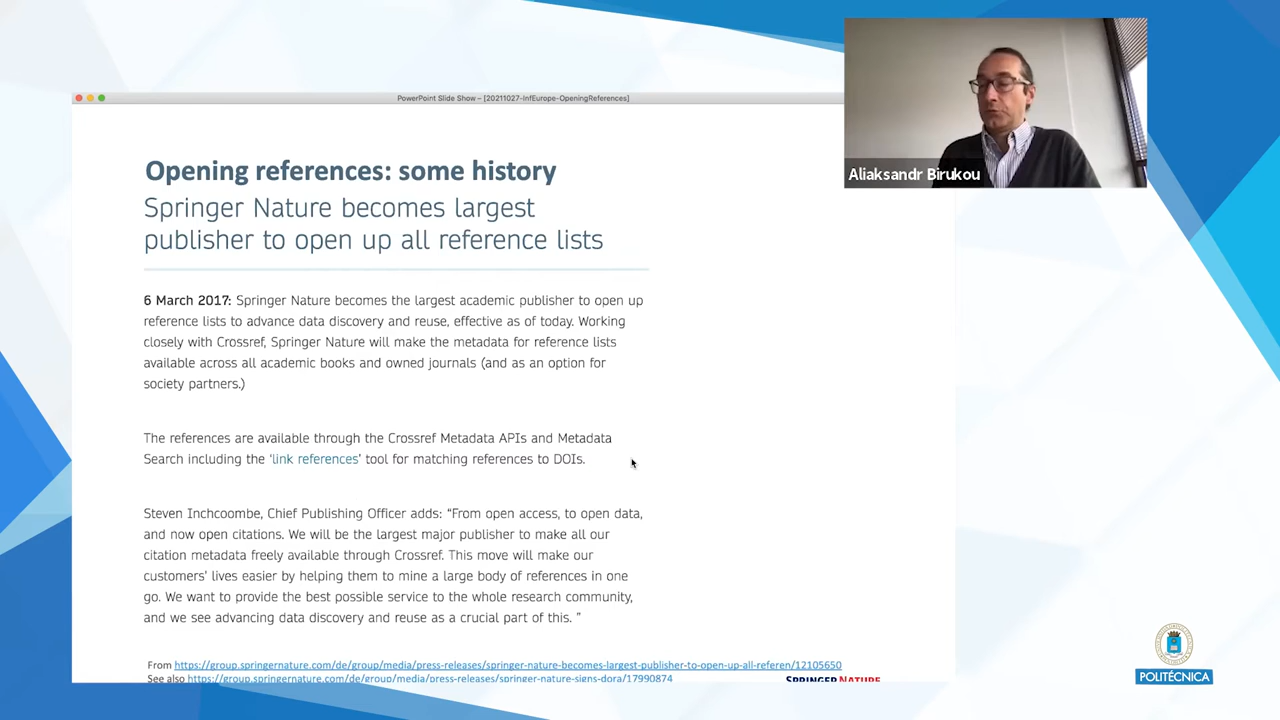 PowerPoint Slide Show – [20211027-InfEurope-OpeningReferences]
Aliaksandr Birukou
Opening references: some history
Springer Nature becomes largest
publisher to open up all reference lists
6 March 2017: Springer Nature becomes the largest academic publisher to open up
reference lists to advance data discovery and reuse, effective as of today. Working
closely with Crossref, Springer Nature will make the metadata for reference lists
available across all academic books and owned journals (and as an option for
society partners.)
The references are available through the Crossref Metadata APIs and Metadata
Search including the ‘link references’ tool for matching references to DOIs.
Steven Inchcoombe, Chief Publishing Officer adds: “From open access, to open data,
and now open citations. We will be the largest major publisher to make all our
citation metadata freely available through Crossref. This move will make our
customers’ lives easier by helping them to mine a large body of references in one
go. We want to provide the best possible service to the whole research community,
and we see advancing data discovery and reuse as a crucial part of this. ”
From https://group.springernature.com/de/group/media/press-releases/springer-nature-becomes-largest-publisher-to-open-up-all-referen/12105650
See also https://group.springernature.com/de/group/media/press-releases/springer-nature-signs-dora/17990874
SPRINGER NATURE
POLITÉCNICA